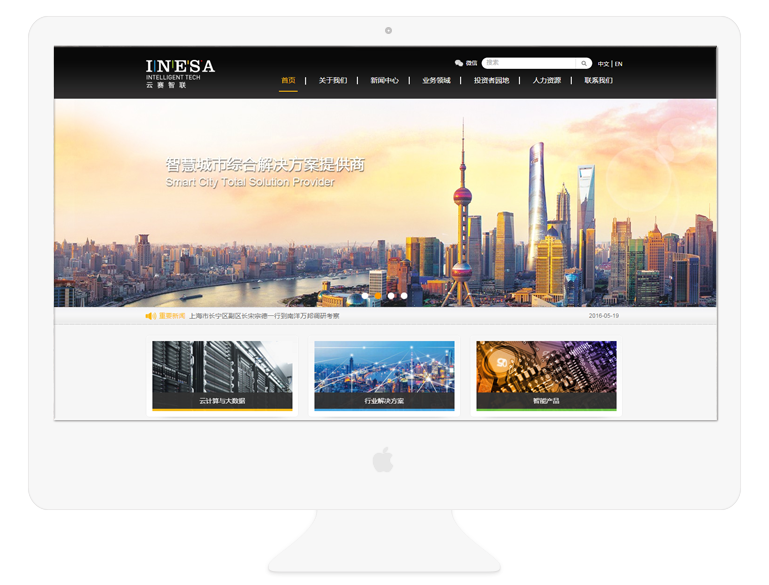 INESA
INTELLIGENT TECH
云赛智联
微信
搜索
中文 | EN
首页 | 关于我们 | 新闻中心 | 业务领域 | 投资者园地 | 人力资源 | 联系我们
智慧城市综合解决方案提供商
Smart City Total Solution Provider
重要新闻 上海市长宁区副区长宋宗德一行到南洋万邦调研考察 2016-05-19
云计算与大数据
行业解决方案
智能产品